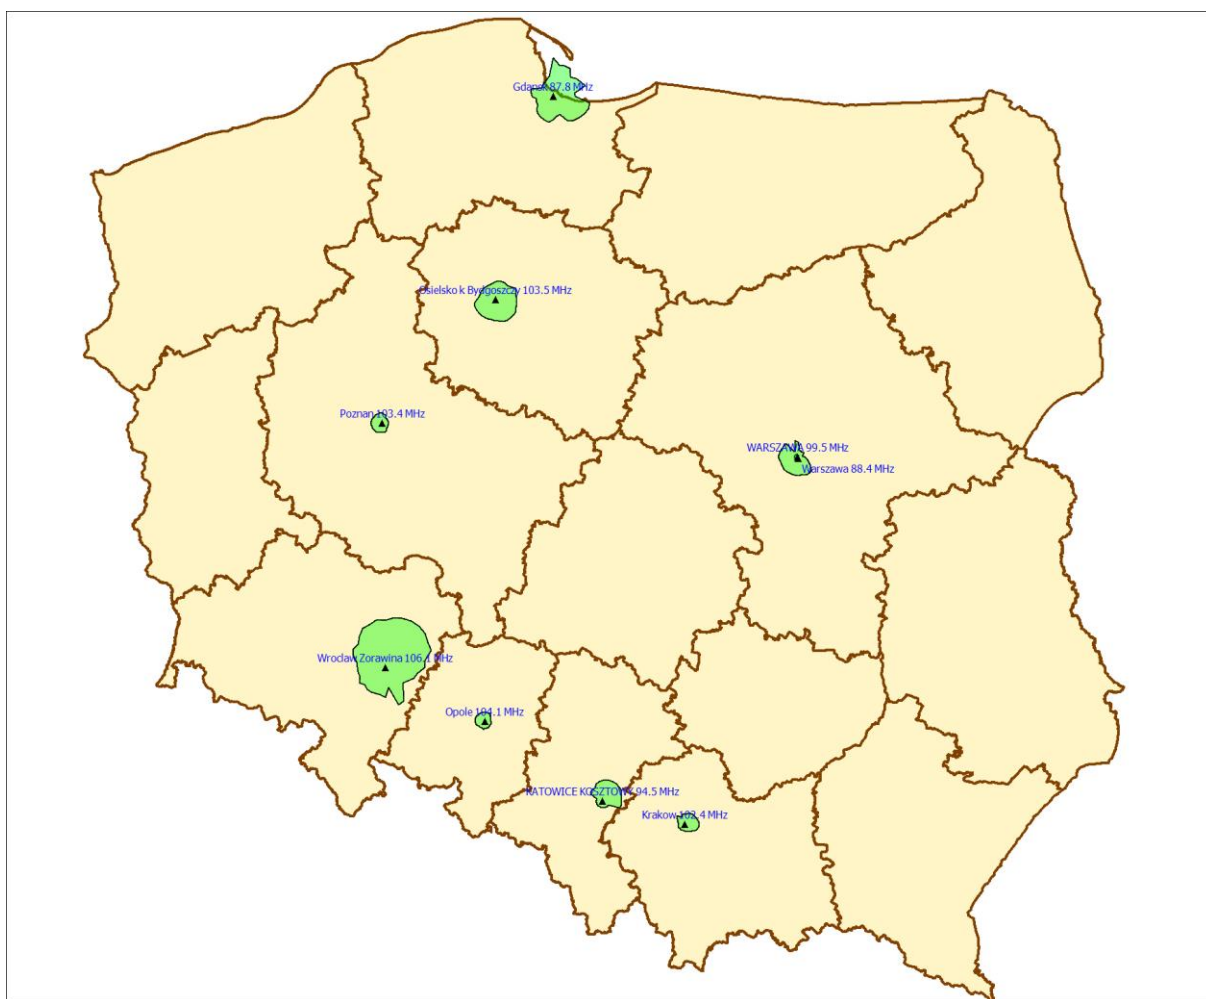 Gdansk 87.8 MHz
Osielsko k Bydgoszczy 103.5 MHz
Poznan 103.4 MHz
WARSZAWA 99.5 MHz
Warszawa 88.4 MHz
Wroclaw Zorawina 106.1 MHz
Opole 104.1 MHz
KATOWICE KOSZTOWY 94.5 MHz
Krakow 102.4 MHz